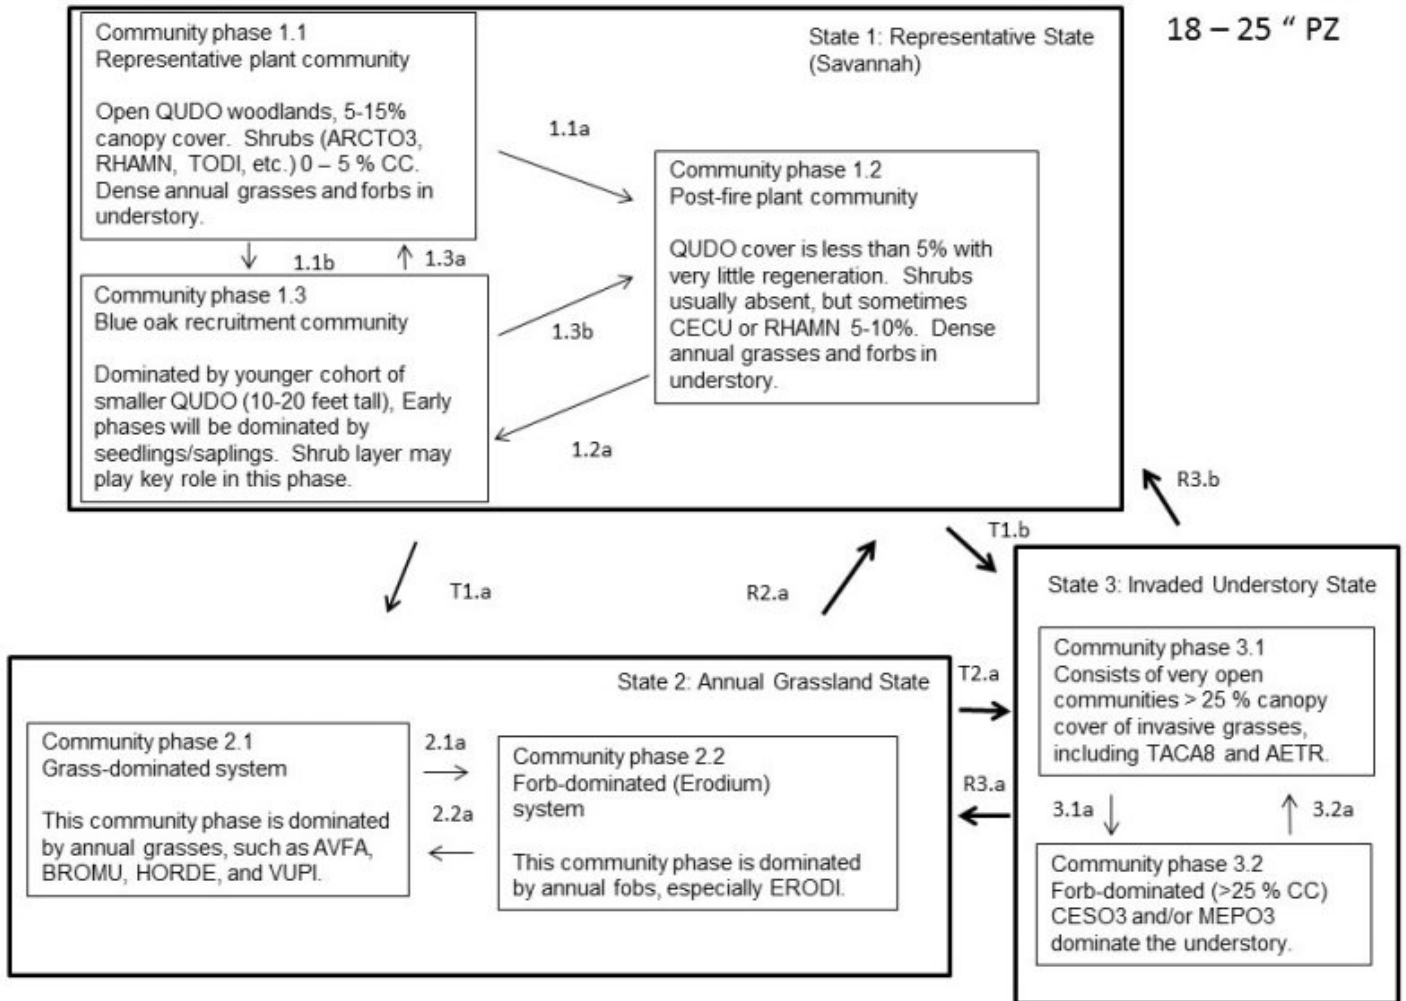 18 – 25 “ PZ
State 1: Representative State
(Savannah)
Community phase 1.1
Representative plant community
Open QUDO woodlands, 5-15%
canopy cover. Shrubs (ARCTO3,
RHAMN, TODI, etc.) 0 – 5 % CC.
Dense annual grasses and forbs in
understory.
1.1a
Community phase 1.2
Post-fire plant community
QUDO cover is less than 5% with
very little regeneration. Shrubs
usually absent, but sometimes
CECU or RHAMN 5-10%. Dense
annual grasses and forbs in
understory.
1.1b
1.3a
Community phase 1.3
Blue oak recruitment community
Dominated by younger cohort of
smaller QUDO (10-20 feet tall), Early
phases will be dominated by
seedlings/saplings. Shrub layer may
play key role in this phase.
1.3b
1.2a
R3.b
T1.b
T1.a
R2.a
State 2: Annual Grassland State
Community phase 2.1
Grass-dominated system
This community phase is dominated
by annual grasses, such as AVFA,
BROMU, HORDE, and VUPI.
2.1a
2.2a
Community phase 2.2
Forb-dominated (Erodium)
system
This community phase is dominated
by annual fobs, especially ERODI.
T2.a
R3.a
State 3: Invaded Understory State
Community phase 3.1
Consists of very open
communities > 25 % canopy
cover of invasive grasses,
including TACA8 and AETR.
3.1a
3.2a
Community phase 3.2
Forb-dominated (>25 % CC)
CESO3 and/or MEPO3
dominate the understory.